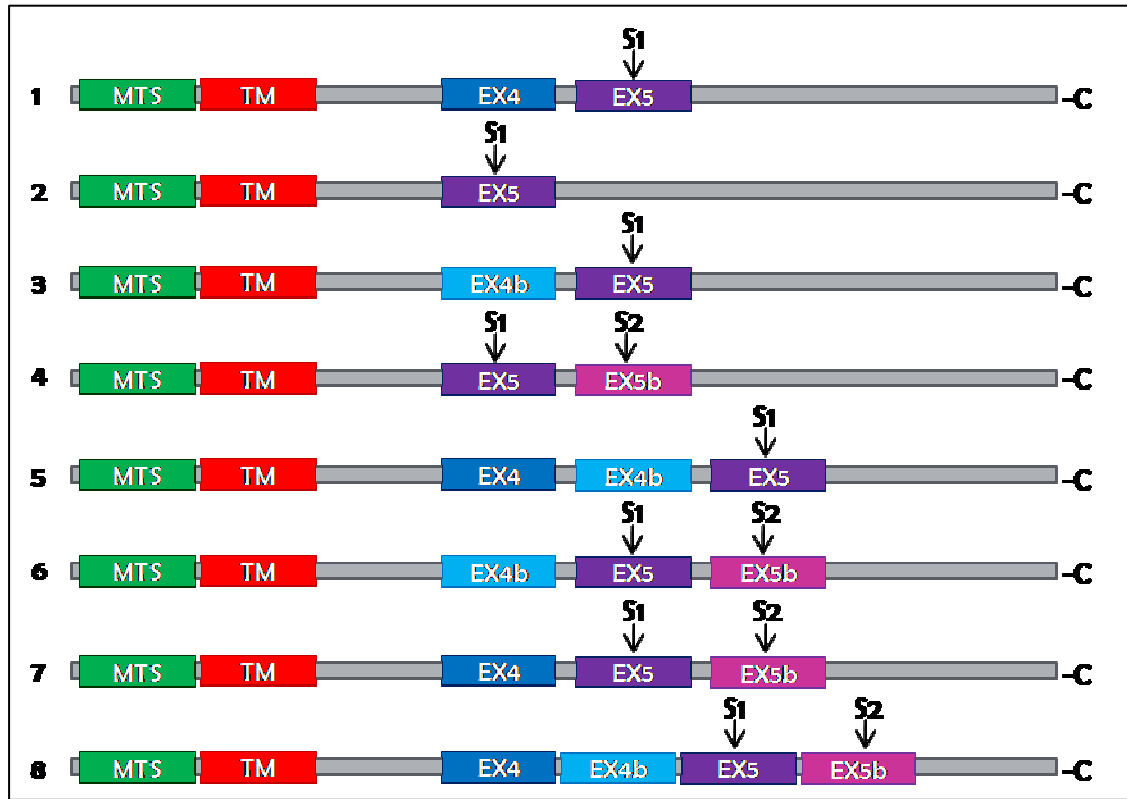 S1
1 MTS TM EX4 EX5 -C
S1
2 MTS TM EX5 -C
S1
3 MTS TM EX4b EX5 -C
S1 S2
4 MTS TM EX5 EX5b -C
S1
5 MTS TM EX4 EX4b EX5 -C
S1 S2
6 MTS TM EX4b EX5 EX5b -C
S1 S2
7 MTS TM EX4 EX5 EX5b -C
S1 S2
8 MTS TM EX4 EX4b EX5 EX5b -C